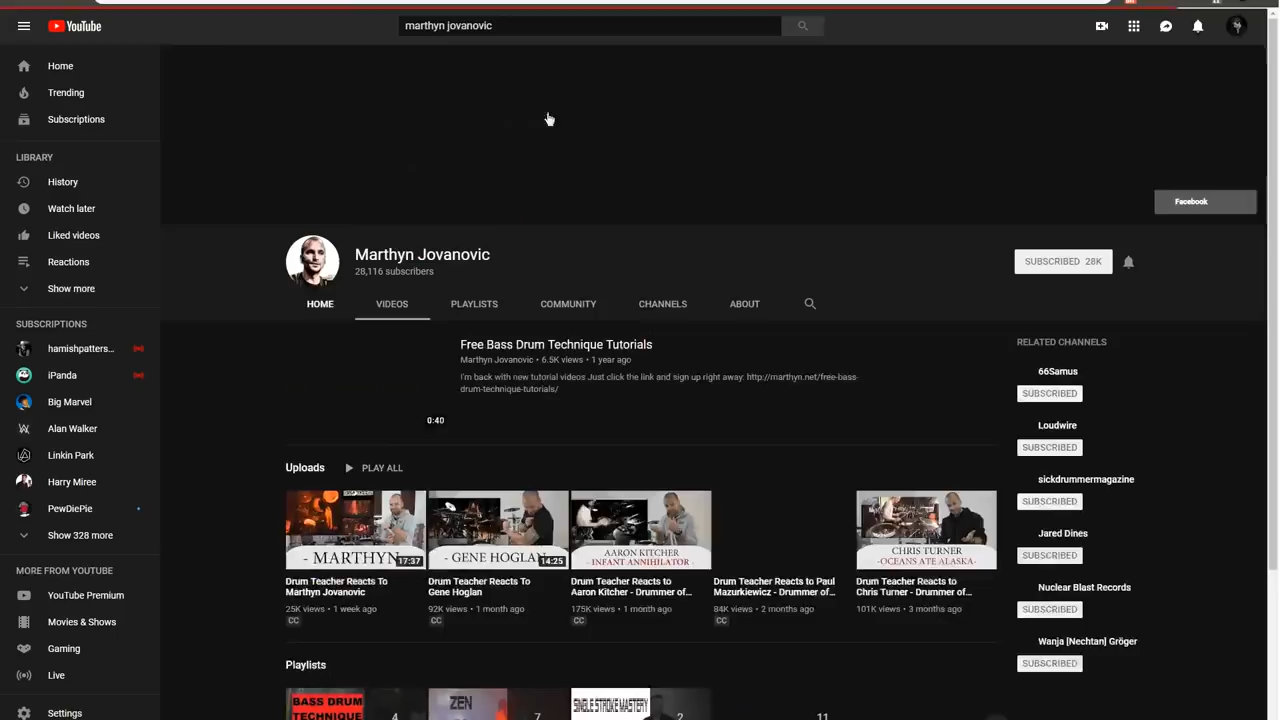 YouTube
marthyn jovanovic
Home
Trending
Subscriptions
LIBRARY
History
Watch later
Liked videos
Reactions
Show more
SUBSCRIPTIONS
hamishpatters...
iPanda
Big Marvel
Alan Walker
Linkin Park
Harry Miree
PewDiePie
Show 328 more
MORE FROM YOUTUBE
YouTube Premium
Movies & Shows
Gaming
Live
Settings
Facebook
Marthyn Jovanovic
28,116 subscribers
SUBSCRIBED 28K
HOME VIDEOS PLAYLISTS COMMUNITY CHANNELS ABOUT
Free Bass Drum Technique Tutorials
Marthyn Jovanovic • 6.5K views • 1 year ago
I'm back with new tutorial videos Just click the link and sign up right away: http://marthyn.net/free-bass-
drum-technique-tutorials/
0:40
Uploads PLAY ALL
- MARTHYN
17:37
Drum Teacher Reacts To
Marthyn Jovanovic
25K views • 1 week ago
CC
- GENE HOGLAN
14:25
Drum Teacher Reacts To
Gene Hoglan
92K views • 1 month ago
CC
AARON KITCHER
-INFANT ANNIHILATOR-
Drum Teacher Reacts to
Aaron Kitcher - Drummer of...
175K views • 1 month ago
CC
Drum Teacher Reacts to Paul
Mazurkiewicz - Drummer of...
84K views • 2 months ago
CC
CHRIS TURNER
-OCEANS ATE ALASKA-
Drum Teacher Reacts to
Chris Turner - Drummer of...
101K views • 3 months ago
Playlists
BASS DRUM
TECHNIQUE
4
ZEN
7
SINGLE STROKE MASTERY
2
11
RELATED CHANNELS
66Samus
SUBSCRIBED
Loudwire
SUBSCRIBED
sickdrummermagazine
SUBSCRIBED
Jared Dines
SUBSCRIBED
Nuclear Blast Records
SUBSCRIBED
Wanja [Nechtan] Gröger
SUBSCRIBED